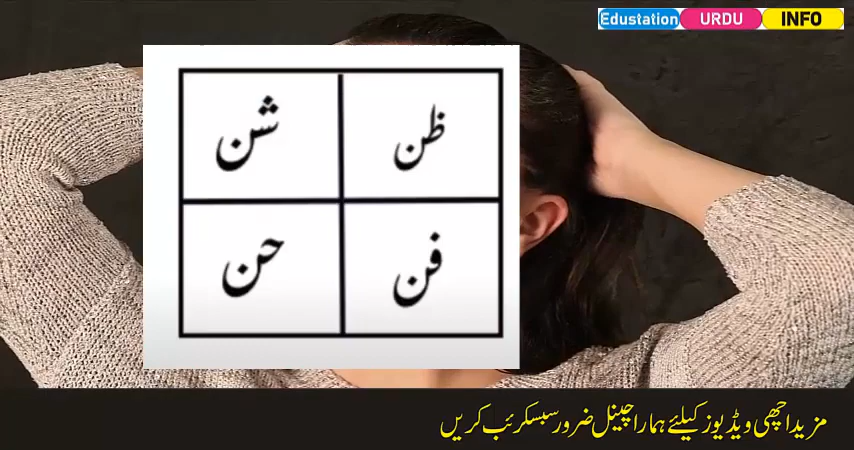 Edustation URDU INFO
ظن شن
فن حن
مزید اچھی ویڈیوز کیلئے ہمارا چینل ضرور سبسکرائب کریں